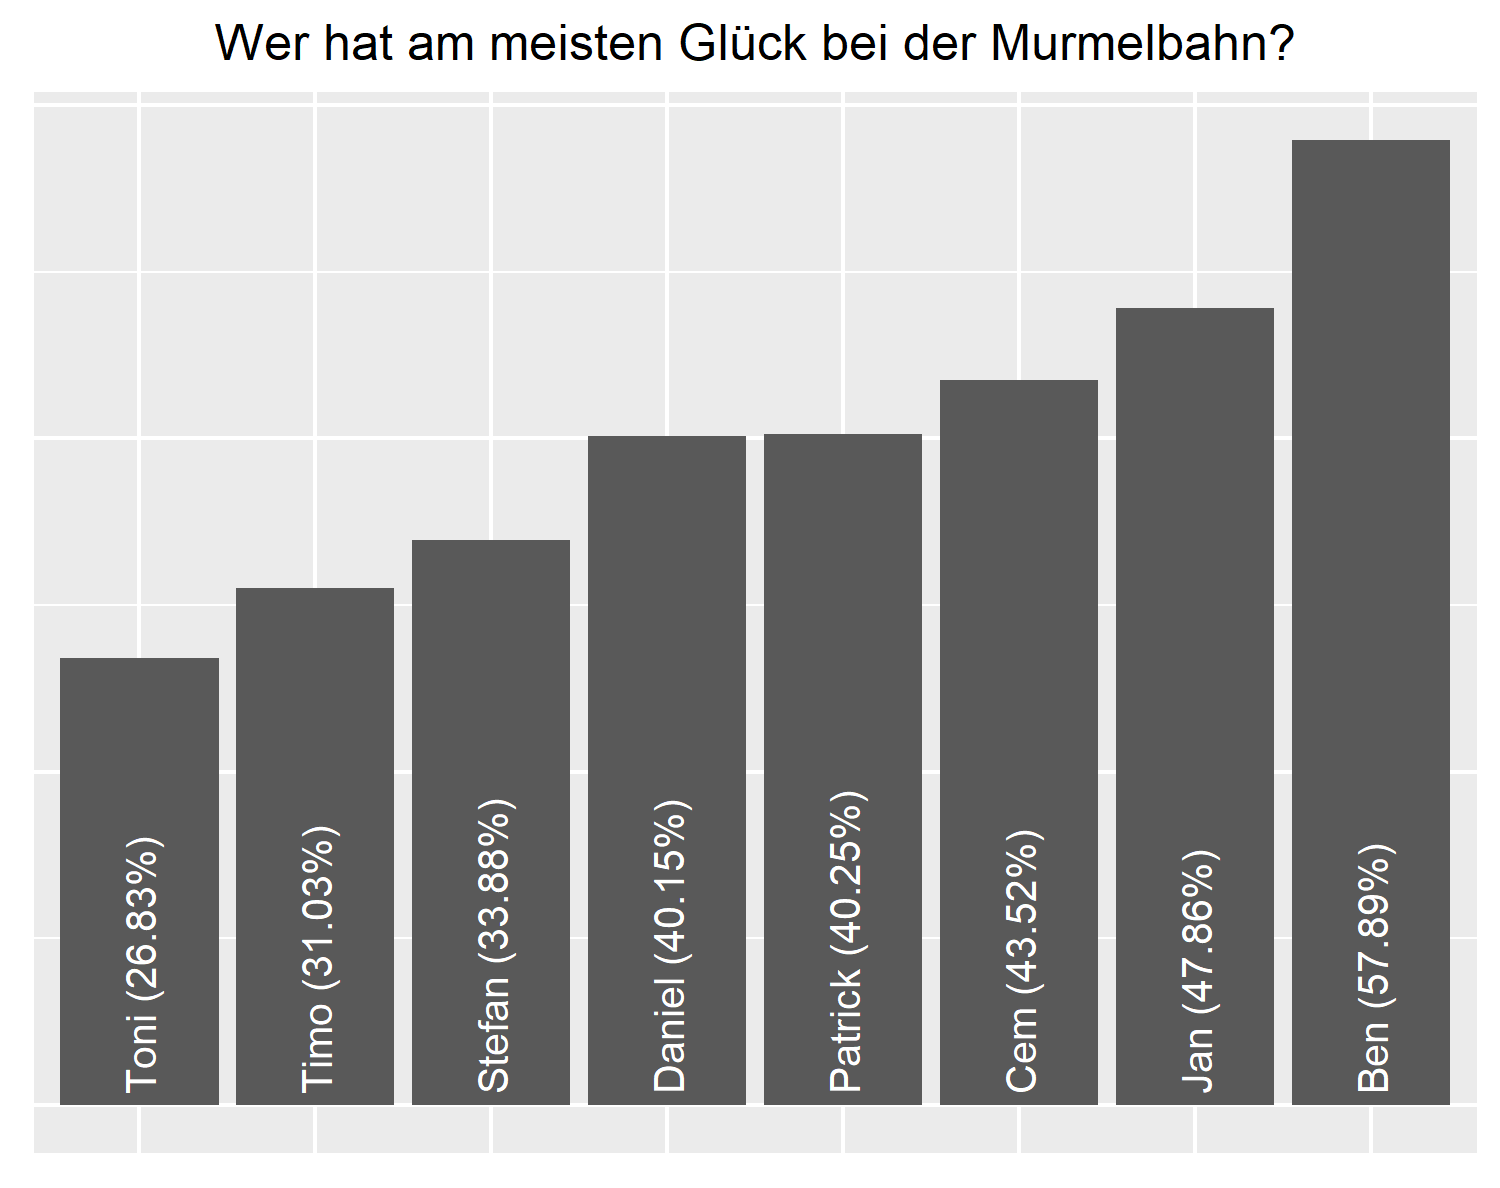 Wer hat am meisten Glück bei der Murmelbahn?
Toni (26.83%)
Timo (31.03%)
Stefan (33.88%)
Daniel (40.15%)
Patrick (40.25%)
Cem (43.52%)
Jan (47.86%)
Ben (57.89%)